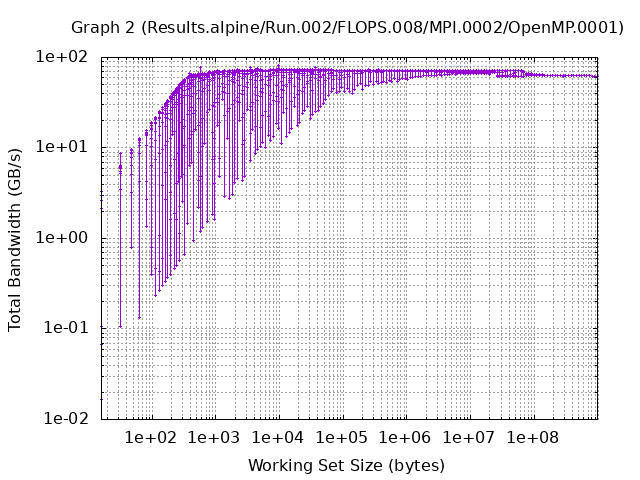 Graph 2 (Results.alpine/Run.002/FLOPS.008/MPI.0002/OpenMP.0001)
1e+02
1e+01
1e+00
1e-01
1e-02
Total Bandwidth (GB/s)
1e+02 1e+03 1e+04 1e+05 1e+06 1e+07 1e+08
Working Set Size (bytes)